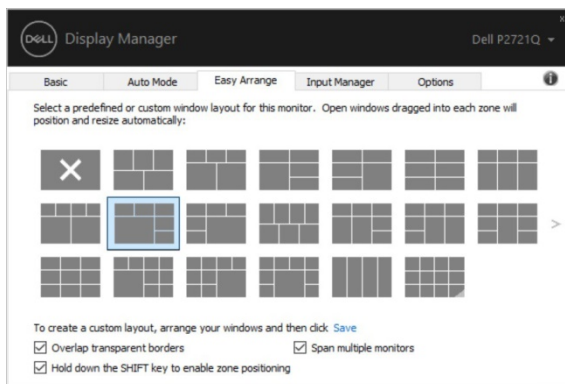 x
DELL Display Manager
Dell P2721Q
Basic
Auto Mode
Easy Arrange
Input Manager
Options
i
Select a predefined or custom window layout for this monitor. Open windows dragged into each zone will
position and resize automatically:
>
To create a custom layout, arrange your windows and then click Save
Overlap transparent borders
Span multiple monitors
Hold down the SHIFT key to enable zone positioning